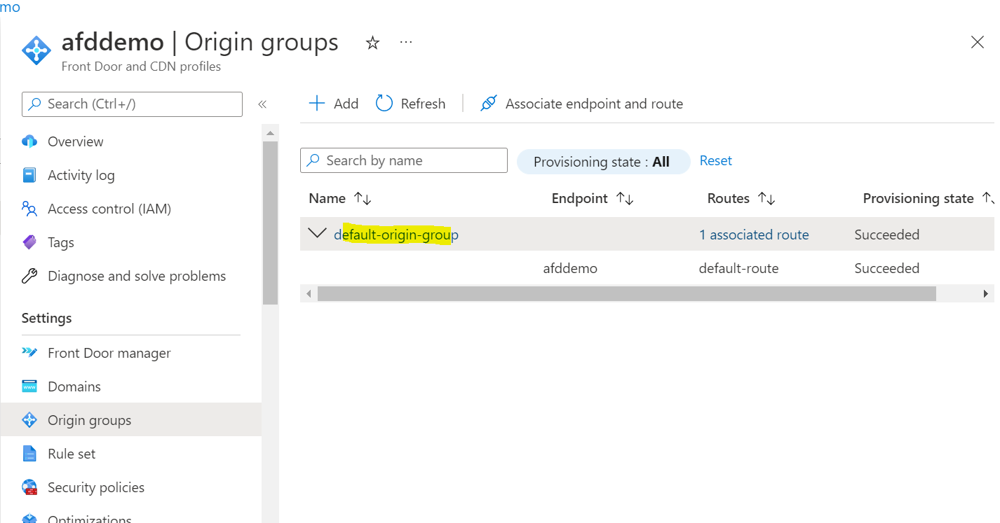 mo
afddemo | Origin groups
Front Door and CDN profiles
Search (Ctrl+/)
Overview
Activity log
Access control (IAM)
Tags
Diagnose and solve problems
Settings
Front Door manager
Domains
Origin groups
Rule set
Security policies
Optimizations
Add Refresh Associate endpoint and route
Search by name Provisioning state : All Reset
Name Endpoint Routes Provisioning state
default-origin-group 1 associated route Succeeded
afddemo default-route Succeeded